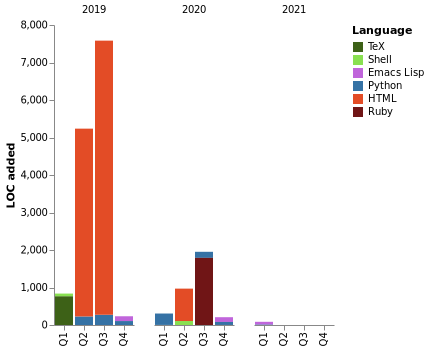 2019 2020 2021
Language
TeX
Shell
Emacs Lisp
Python
HTML
Ruby
LOC added
8,000
7,000
6,000
5,000
4,000
3,000
2,000
1,000
0
Q1 Q2 Q3 Q4 Q1 Q2 Q3 Q4 Q1 Q2 Q3 Q4